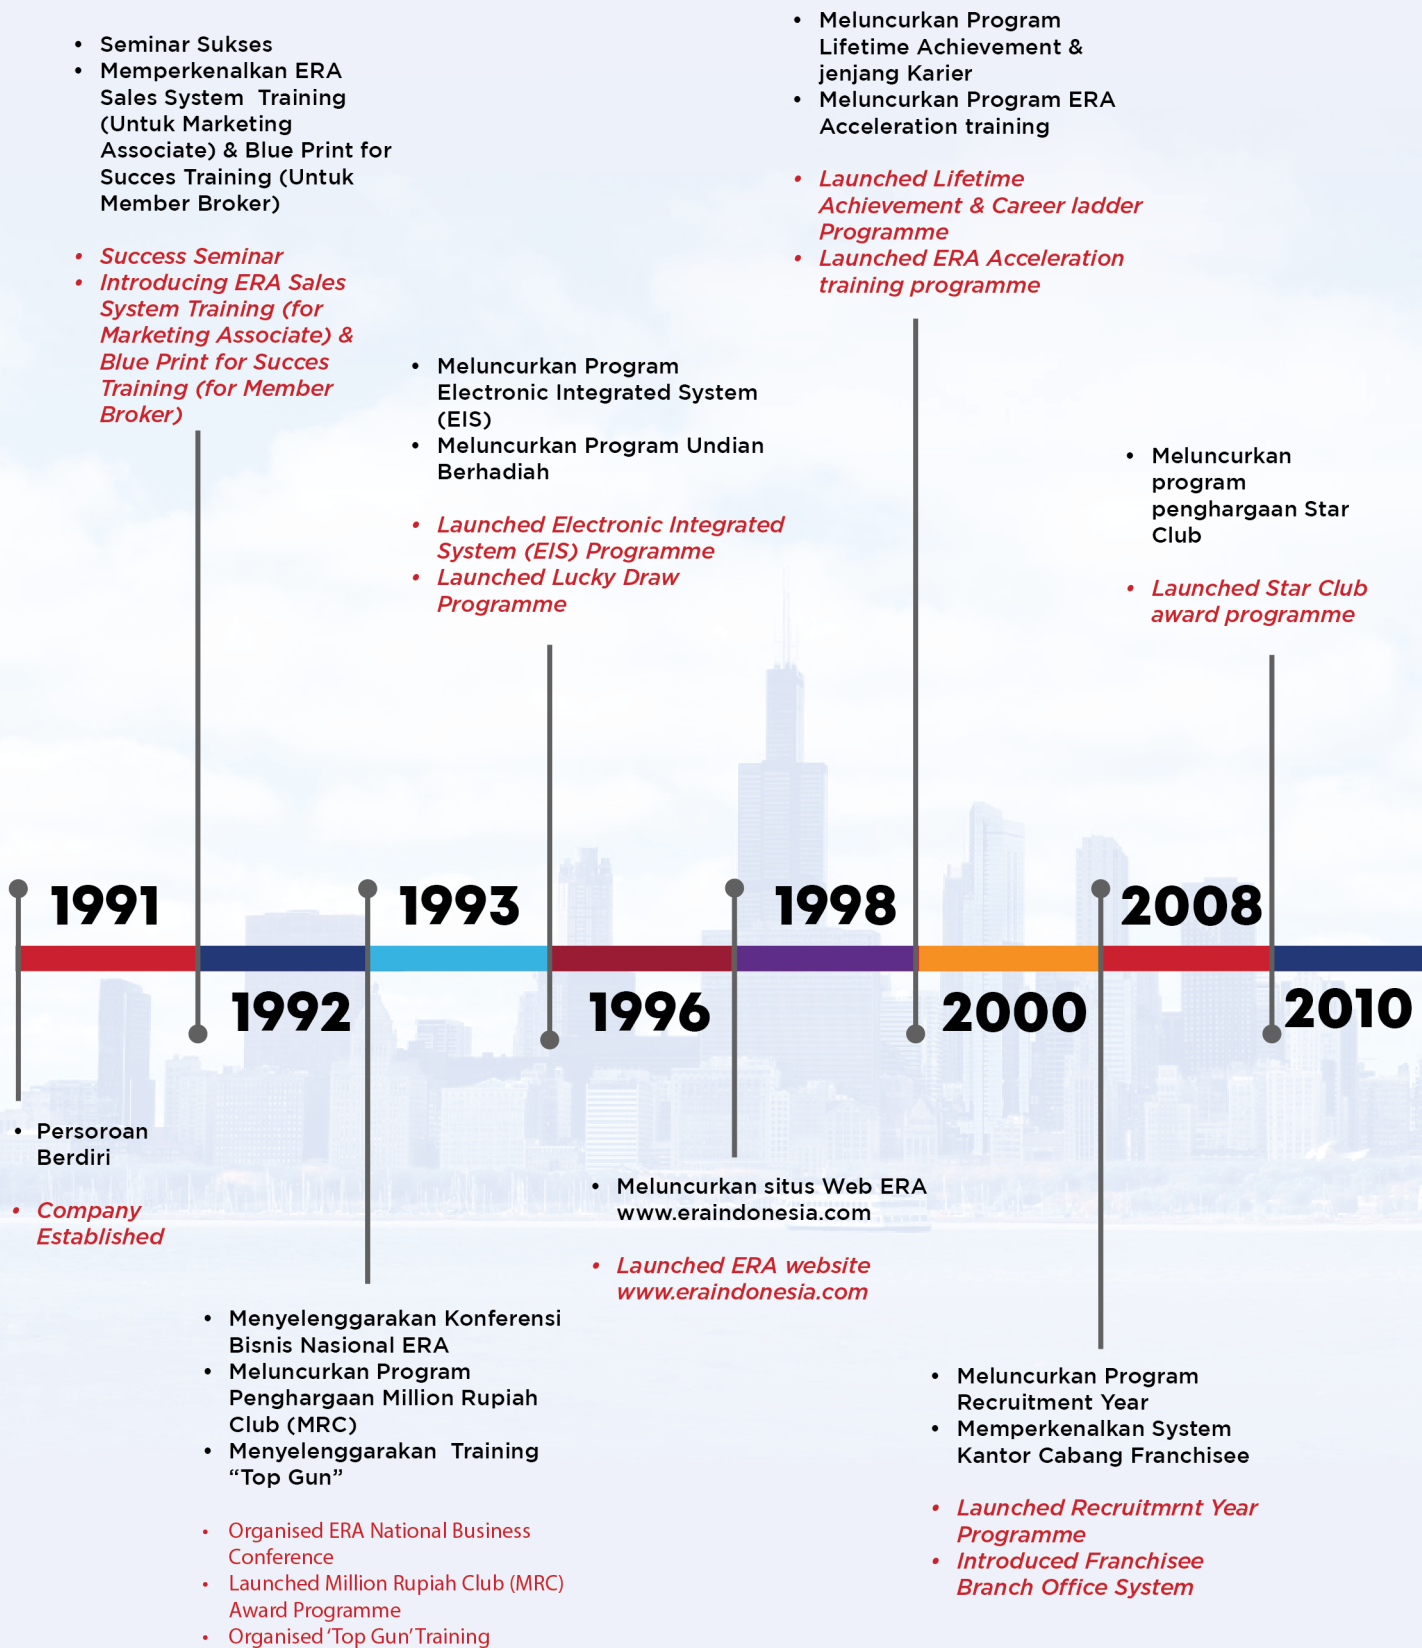 • Seminar Sukses
• Memperkenalkan ERA
Sales System Training
(Untuk Marketing
Associate) & Blue Print for
Succes Training (Untuk
Member Broker)
• Success Seminar
• Introducing ERA Sales
System Training (for
Marketing Associate) &
Blue Print for Succes
Training (for Member
Broker)
• Meluncurkan Program
Electronic Integrated System
(EIS)
• Meluncurkan Program Undian
Berhadiah
• Launched Electronic Integrated
System (EIS) Programme
• Launched Lucky Draw
Programme
• Meluncurkan Program
Lifetime Achievement &
jenjang Karier
• Meluncurkan Program ERA
Acceleration training
• Launched Lifetime
Achievement & Career ladder
Programme
• Launched ERA Acceleration
training programme
• Meluncurkan
program
penghargaan Star
Club
• Launched Star Club
award programme
1991
1992
1993
1996
1998
2000
2008
2010
• Persoroan
Berdiri
• Company
Established
• Menyelenggarakan Konferensi
Bisnis Nasional ERA
• Meluncurkan Program
Penghargaan Million Rupiah
Club (MRC)
• Menyelenggarakan Training
“Top Gun”
• Organised ERA National Business
Conference
• Launched Million Rupiah Club (MRC)
Award Programme
• Organised ‘Top Gun’ Training
• Meluncurkan situs Web ERA
www.eraindonesia.com
• Launched ERA website
www.eraindonesia.com
• Meluncurkan Program
Recruitment Year
• Memperkenalkan System
Kantor Cabang Franchisee
• Launched Recruitmrnt Year
Programme
• Introduced Franchisee
Branch Office System